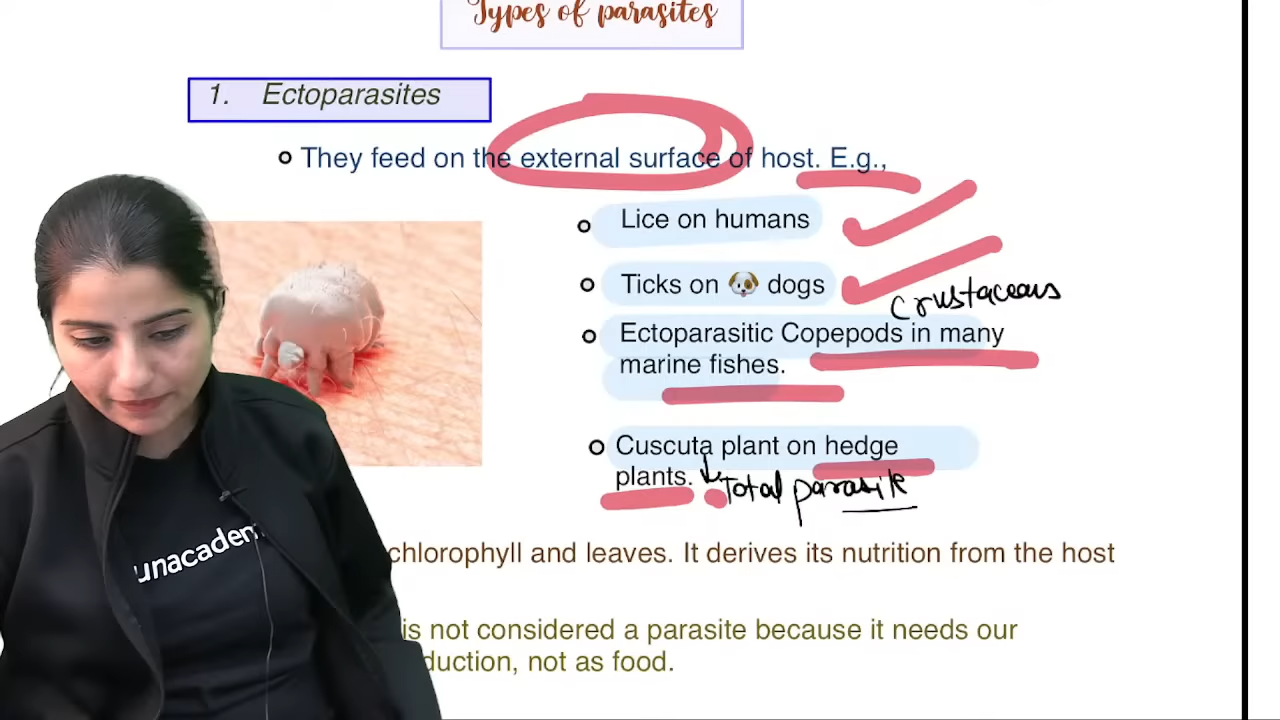 Types of parasites
1. Ectoparasites
They feed on the external surface of host. E.g.,
Lice on humans
Ticks on 🐶 dogs
crustaceans
Ectoparasitic Copepods in many
marine fishes.
Cuscuta plant on hedge
plants.
Total parasite
chlorophyll and leaves. It derives its nutrition from the host
is not considered a parasite because it needs our
duction, not as food.
unacadem